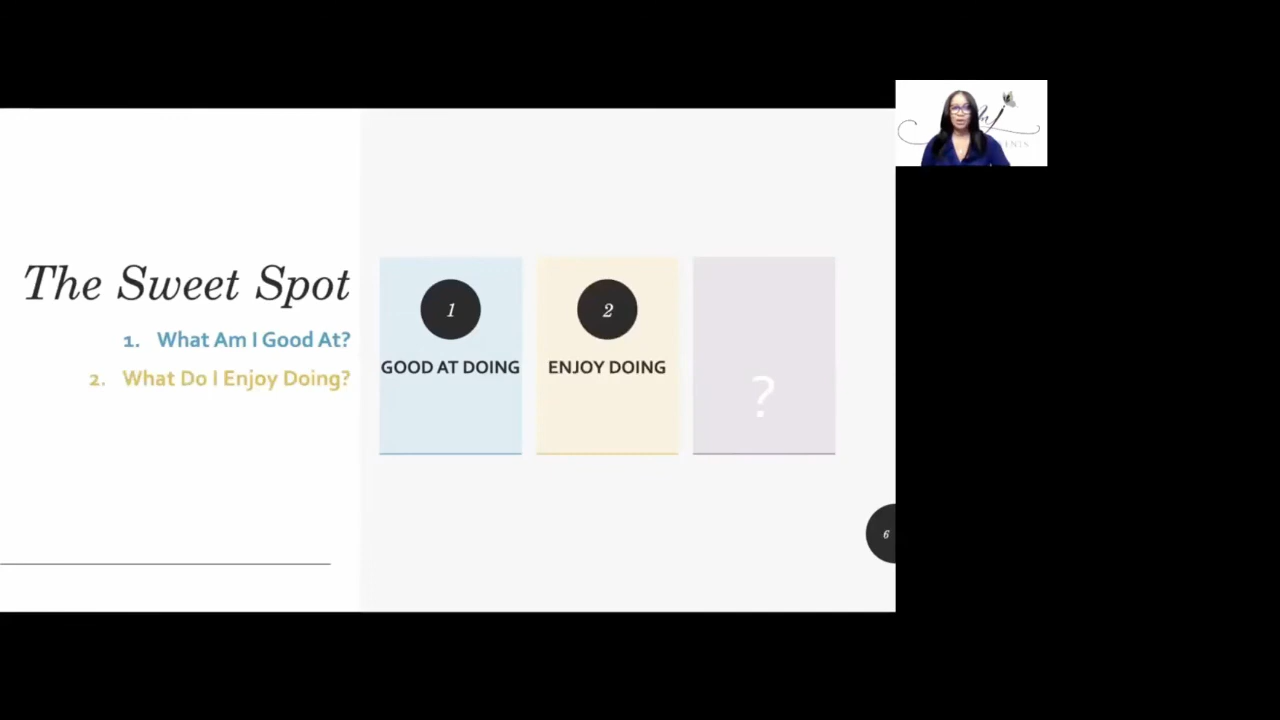 The Sweet Spot
1. What Am I Good At?
2. What Do I Enjoy Doing?
1
GOOD AT DOING
2
ENJOY DOING
?
6